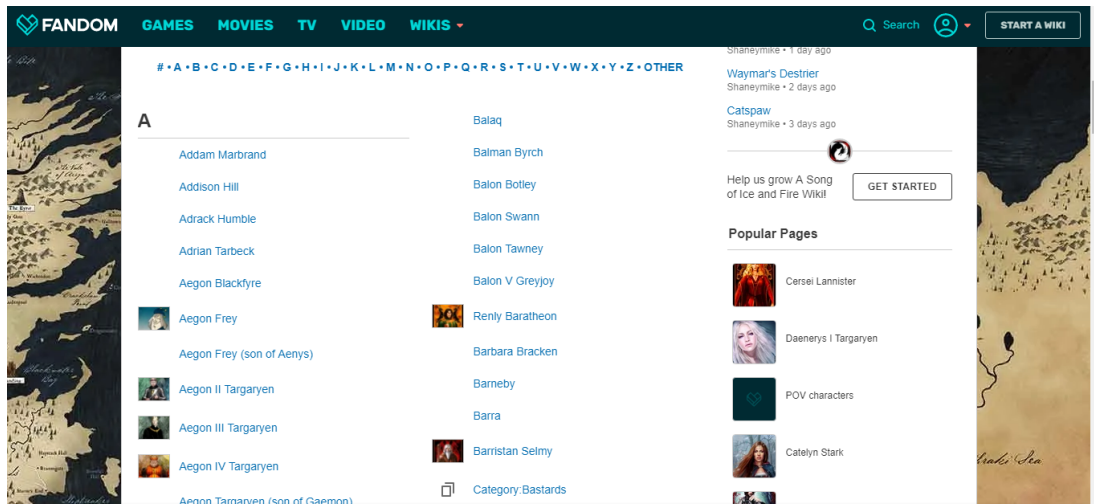 FANDOM
GAMES MOVIES TV VIDEO WIKIS
Search
START A WIKI
# • A • B • C • D • E • F • G • H • I • J • K • L • M • N • O • P • Q • R • S • T • U • V • W • X • Y • Z • OTHER
A
Addam Marbrand
Addison Hill
Adrack Humble
Adrian Tarbeck
Aegon Blackfyre
Aegon Frey
Aegon Frey (son of Aenys)
Aegon II Targaryen
Aegon III Targaryen
Aegon IV Targaryen
Aegon Targaryen (son of Gaemon)
Balaq
Balman Byrch
Balon Botley
Balon Swann
Balon Tawney
Balon V Greyjoy
Renly Baratheon
Barbara Bracken
Barneby
Barra
Barristan Selmy
Category:Bastards
Shaneymike • 1 day ago
Waymar's Destrier
Shaneymike • 2 days ago
Catspaw
Shaneymike • 3 days ago
Help us grow A Song
of Ice and Fire Wiki!
GET STARTED
Popular Pages
Cersei Lannister
Daenerys I Targaryen
POV characters
Catelyn Stark